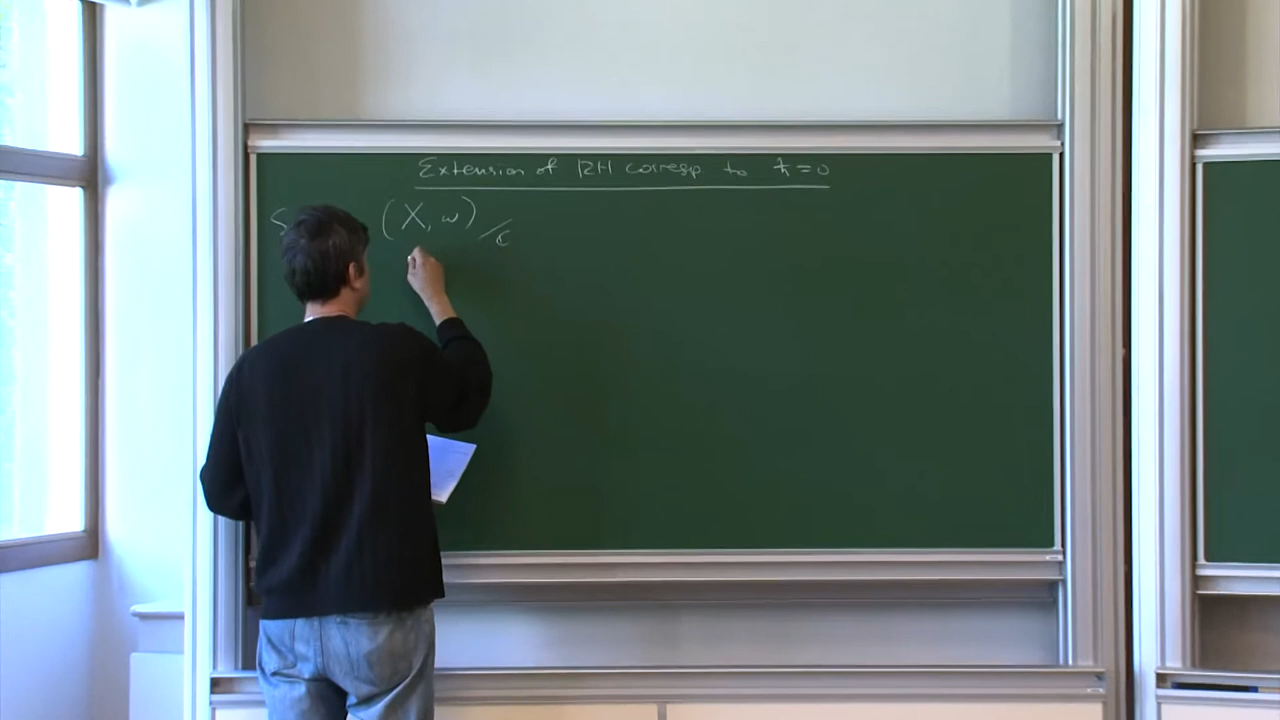 Extension of RH corresp to ħ=0
(X, ω)/ℂ